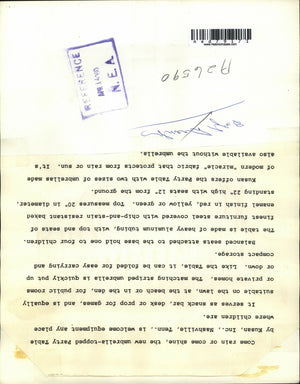 Come rain or come shine, the new umbrella-topped Party Table
by Kusan, Inc., Nashville, Tenn., is welcome equipment any place
where children are.
It serves as snack bar, desk or prop for games, and is equally
suitable on the lawn, at the beach or in the den, for public rooms
or private homes. The matching striped umbrella is quickly put up
or down. Like the table, it can be folded for easy carrying and
compact storage.
Balanced seats attached to the base hold one to four children.
The table is made of heavy aluminum tubing, with top and seats of
finest furniture steel covered with chip-and-stain-resistant baked
enamel finish in red, yellow or green. Top measures 20" in diameter,
standing 22" high with seats 12" from the ground.
Kusan offers the Party Table with two sizes of umbrellas made
of modern "miracle" fabric that protects from rain or sun. It's
also available without the umbrella.
A26590
REFERENCE
N.E.A.